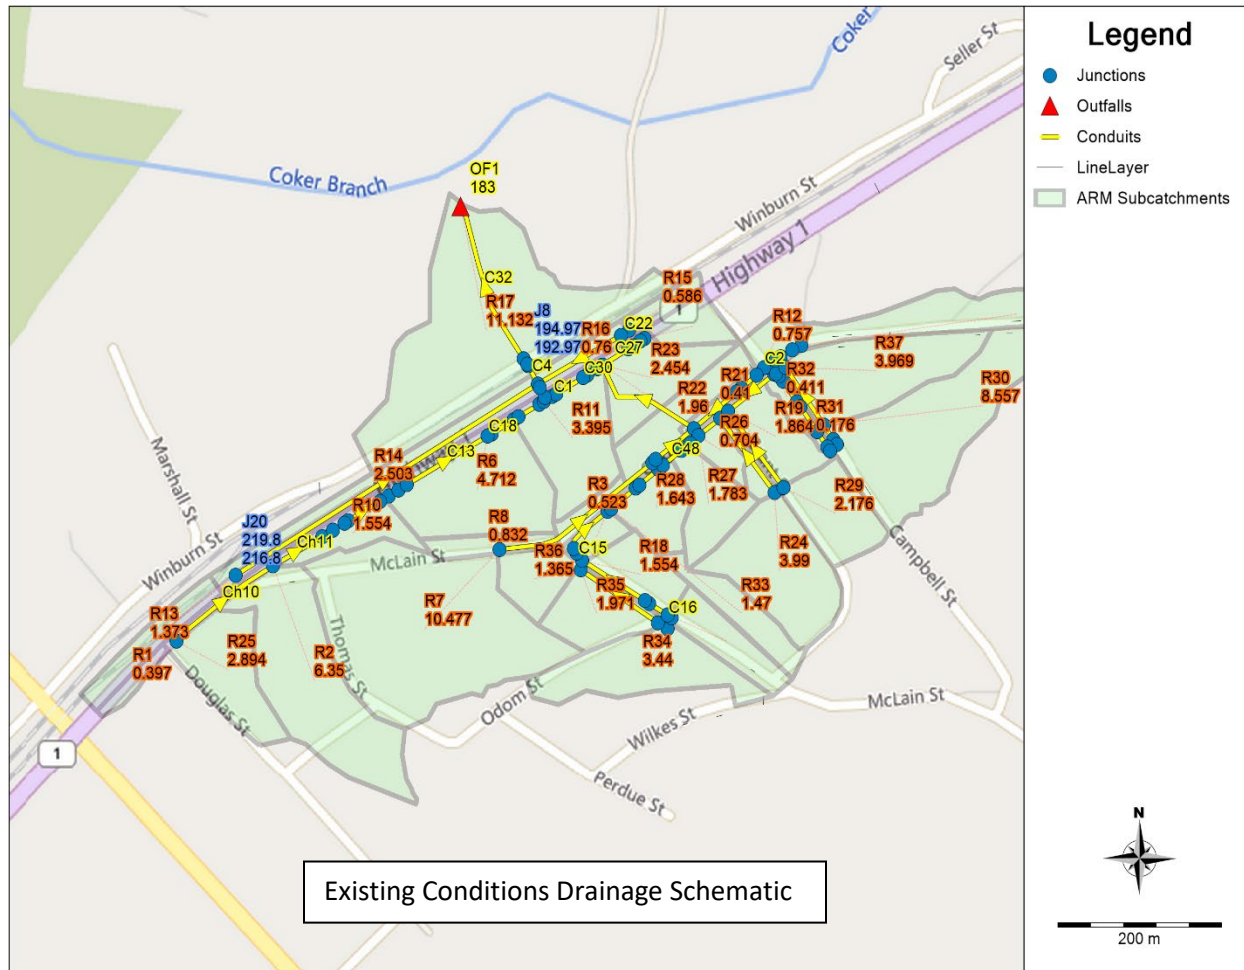 Coker
Seller St
Coker Branch
OF1
183
Winburn St
Highway 1
1
C32
R15
0.586
R17
11.132
J8
194.97
192.97
R16
0.76
C22
C27
R12
0.757
R23
2.454
R37
3.969
C2
R32
0.411
R30
8.557
C4
C30
C1
R21
0.41
R22
1.96
R19
1.864
R31
0.176
R11
3.395
R26
0.704
C18
C13
C48
R14
2.503
R6
4.712
R3
0.523
R28
1.643
R27
1.783
R29
2.176
Marshall St
R10
1.554
R8
0.832
R24
3.99
Campbell St
J20
219.8
216.8
Ch11
McLain St
R36
1.365
C15
R18
1.554
R33
1.47
Winburn St
Ch10
R35
1.971
C16
R7
10.477
R13
1.373
R1
0.397
R25
2.894
R2
6.35
Thomas St
R34
3.44
Douglas St
Odom St
Wilkes St
McLain St
1
Perdue St
Existing Conditions Drainage Schematic
Legend
Junctions
Outfalls
Conduits
LineLayer
ARM Subcatchments
N
200 m